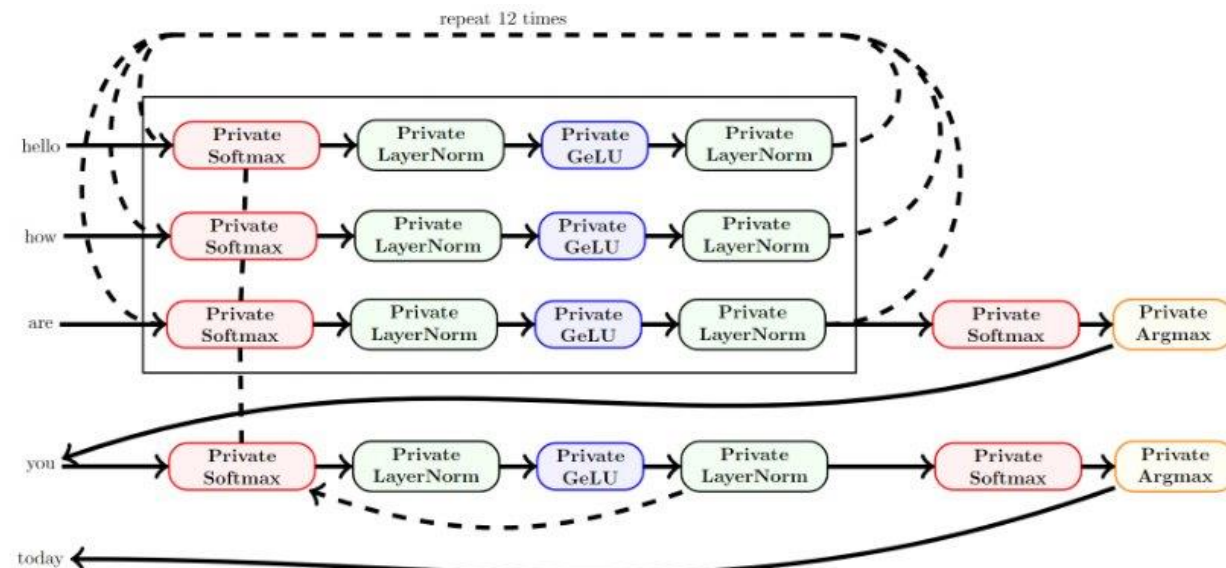 repeat 12 times
hello
Private
Softmax
Private
LayerNorm
Private
GeLU
Private
LayerNorm
how
Private
Softmax
Private
LayerNorm
Private
GeLU
Private
LayerNorm
are
Private
Softmax
Private
LayerNorm
Private
GeLU
Private
LayerNorm
Private
Softmax
Private
Argmax
you
Private
Softmax
Private
LayerNorm
Private
GeLU
Private
LayerNorm
Private
Softmax
Private
Argmax
today